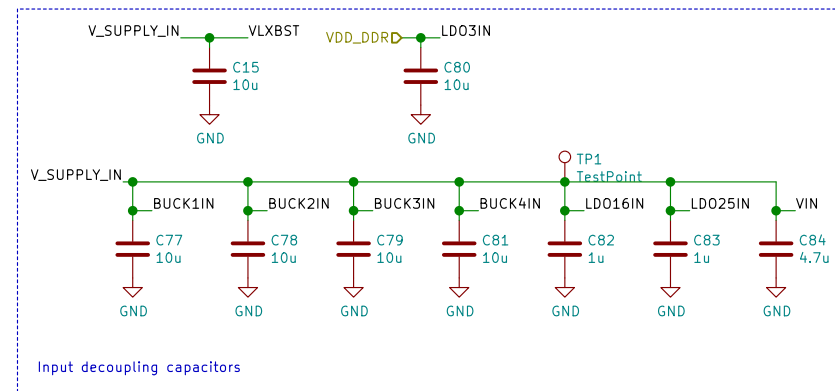 V_SUPPLY_IN VLXBST VDD_DDR LDO3IN
C15 C80
10u 10u
GND GND
TP1
V_SUPPLY_IN TestPoint
BUCK1IN BUCK2IN BUCK3IN BUCK4IN LDO16IN LDO25IN VIN
C77 C78 C79 C81 C82 C83 C84
10u 10u 10u 10u 1u 1u 4.7u
GND GND GND GND GND GND GND
Input decoupling capacitors